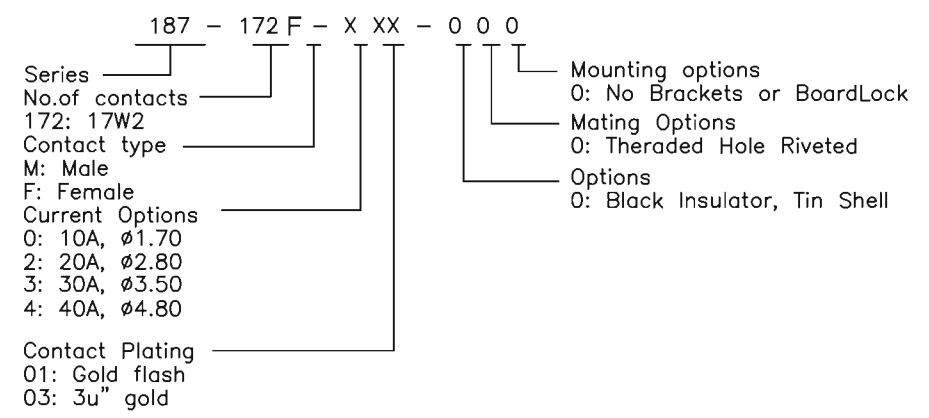 187 - 172 F - X XX - 0 0 0
Series
No.of contacts
172: 17W2
Contact type
M: Male
F: Female
Current Options
0: 10A, ø1.70
2: 20A, ø2.80
3: 30A, ø3.50
4: 40A, ø4.80
Contact Plating
01: Gold flash
03: 3u" gold
Mounting options
0: No Brackets or BoardLock
Mating Options
0: Theraded Hole Riveted
Options
0: Black Insulator, Tin Shell